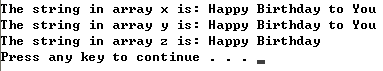 The string in array x is: Happy Birthday to You
The string in array y is: Happy Birthday to You
The string in array z is: Happy Birthday
Press any key to continue . . . _